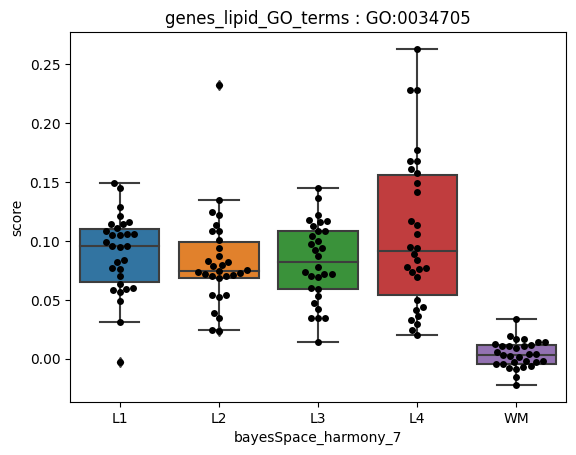 genes_lipid_GO_terms : GO:0034705
0.25
0.20
0.15
0.10
0.05
0.00
score
L1 L2 L3 L4 WM
bayesSpace_harmony_7